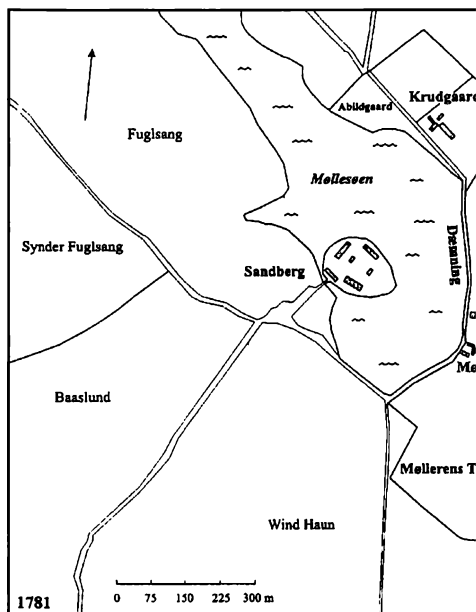 Abildgaard
Krudgaard
Fuglsang
Møllesøen
Synder Fuglsang
Sandberg
Dæmning
Baaslund
Møllerens T
Wind Haun
1781
0 75 150 225 300 m